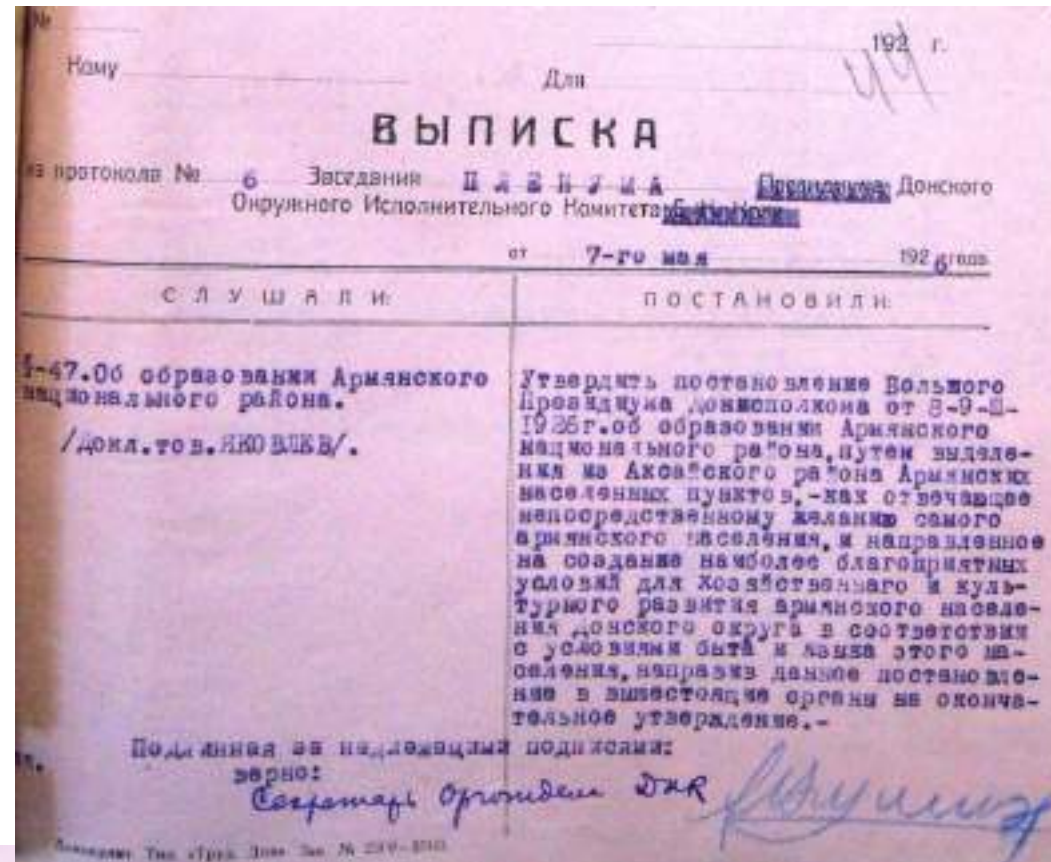 №
192 г.
44
Кому Для
ВЫПИСКА
из протокола № 6 Заседания ПЛЕНУМА Президиума Донского
Окружного Исполнительного Комитета
от 7-го мая 1926 года
СЛУШАЛИ: ПОСТАНОВИЛИ:
§-47.Об образовании Армянского
национального района.
/докл.тов.ЯКОВЛЕВ/.
Утвердить постановление Большого
Президиума Донисполкома от 8-9-II-
1926г.об образовании Армянского
национального района,путем выделе-
ния из Аксайского района Армянских
населенных пунктов,-как отвечающее
непосредственному желанию самого
армянского населения,и направленное
на создание наиболее благоприятных
условий для хозяйственнаго и куль-
турного развития армянского населе-
ния донского округа в соответствии
с условиями быта и языка этого на-
селения,направив данное постановле-
ние в вышестоящие органы на оконча-
тельное утверждение.-
Подлинная за надлежащими подписями:
верно:
Секретарь ДИК